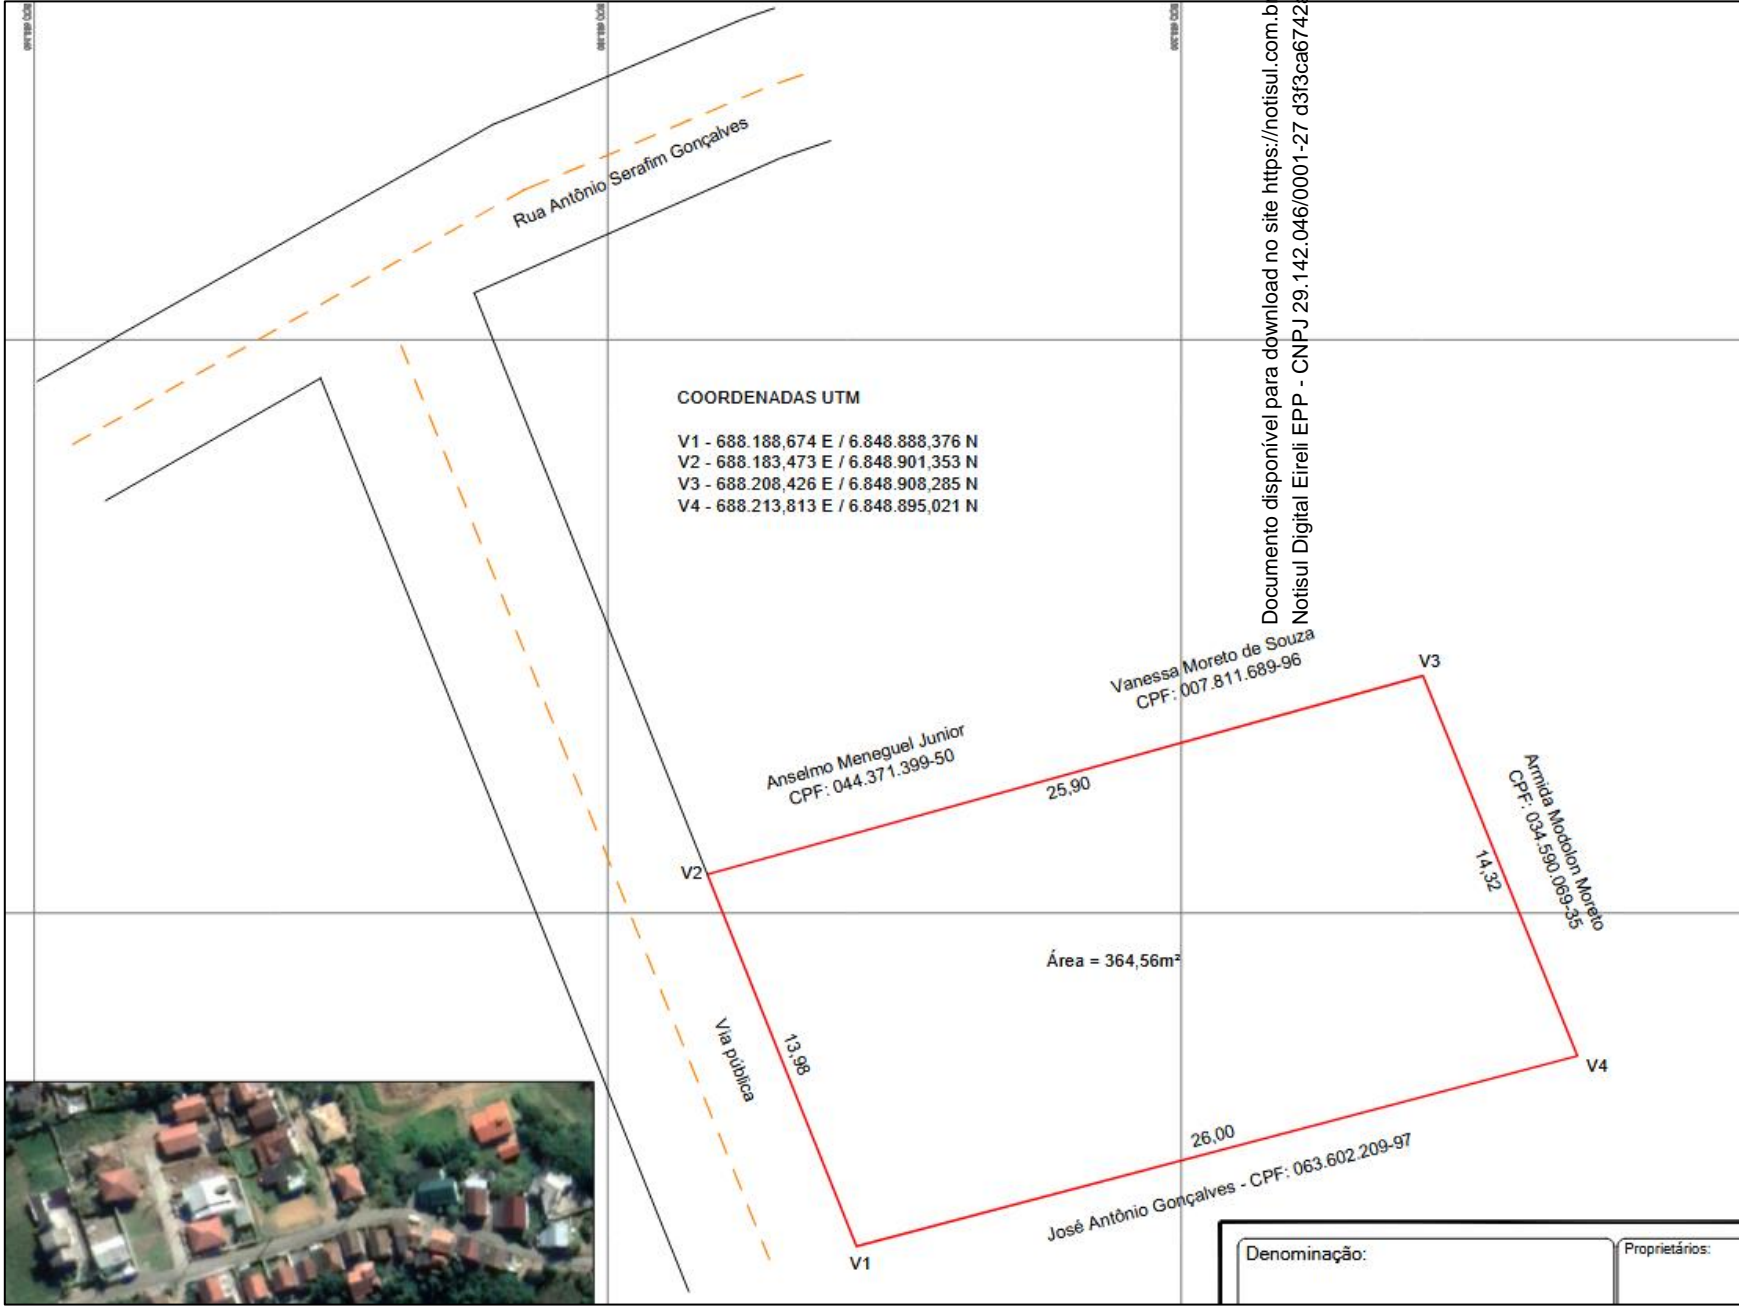 Documento disponível para download no site https://notisul.com.b
Notisul Digital Eireli EPP - CNPJ 29.142.046/0001-27 d3f3ca6742
Rua Antônio Serafim Gonçalves
COORDENADAS UTM
V1 - 688.188,674 E / 6.848.888,376 N
V2 - 688.183,473 E / 6.848.901,353 N
V3 - 688.208,426 E / 6.848.908,285 N
V4 - 688.213,813 E / 6.848.895,021 N
Vanessa Moreto de Souza
CPF: 007.811.689-96
V3
Anselmo Meneguel Junior
CPF: 044.371.399-50
25,90
Armida Modolon Moreto
CPF: 034.590.069-35
14,32
V2
Área = 364,56m²
Via pública
13,98
V4
26,00
José Antônio Gonçalves - CPF: 063.602.209-97
V1
Denominação:
Proprietários: